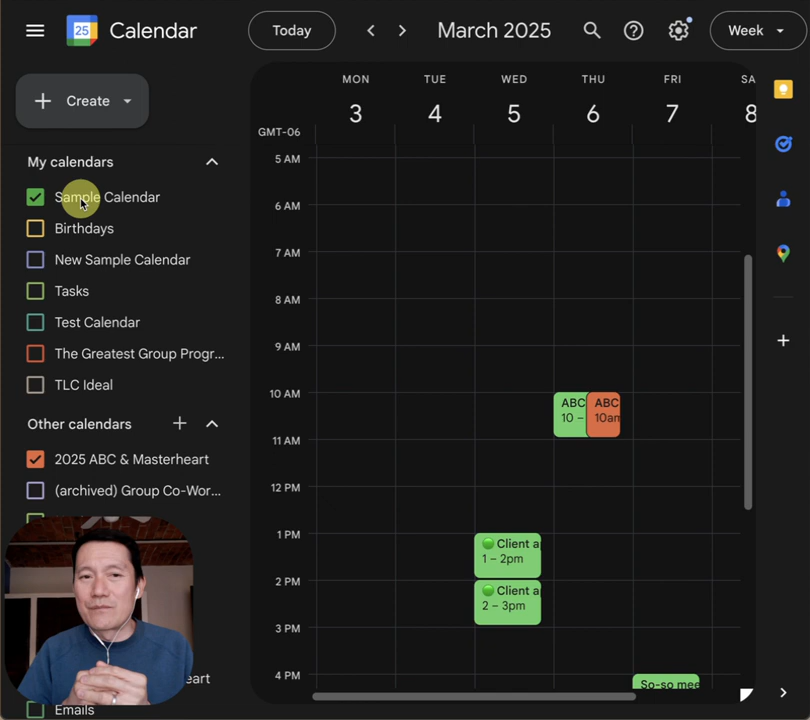 25 Calendar Today March 2025 Week
Create
MON TUE WED THU FRI SA
3 4 5 6 7 8
GMT-06
My calendars
Sample Calendar
Birthdays
New Sample Calendar
Tasks
Test Calendar
The Greatest Group Progr...
TLC Ideal
Other calendars
2025 ABC & Masterheart
(archived) Group Co-Wor...
Emails
5 AM
6 AM
7 AM
8 AM
9 AM
10 AM
ABC ABC
10 – 10am
11 AM
12 PM
1 PM
Client a
1 – 2pm
2 PM
Client a
2 – 3pm
3 PM
4 PM
So-so mee